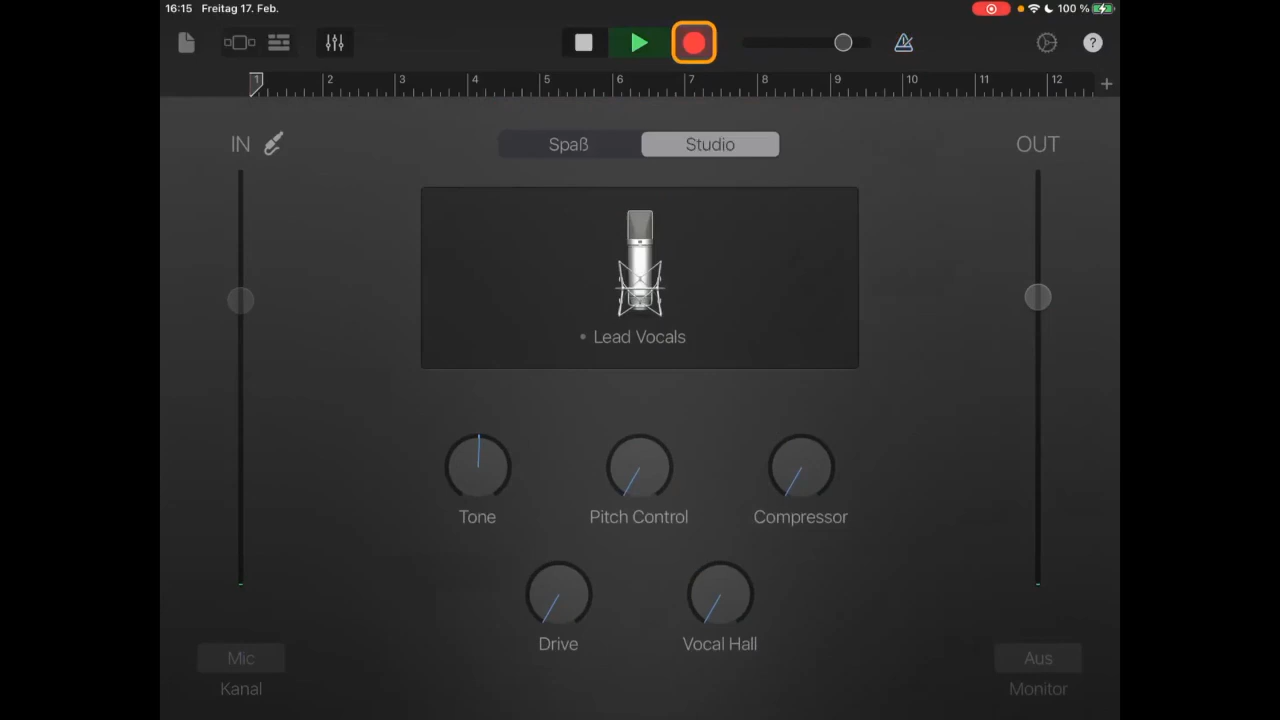 16:15 Freitag 17. Feb. 100 %
?
1 2 3 4 5 6 7 8 9 10 11 12 +
IN Spaß Studio OUT
Lead Vocals
Tone Pitch Control Compressor
Drive Vocal Hall
Mic Aus
Kanal Monitor